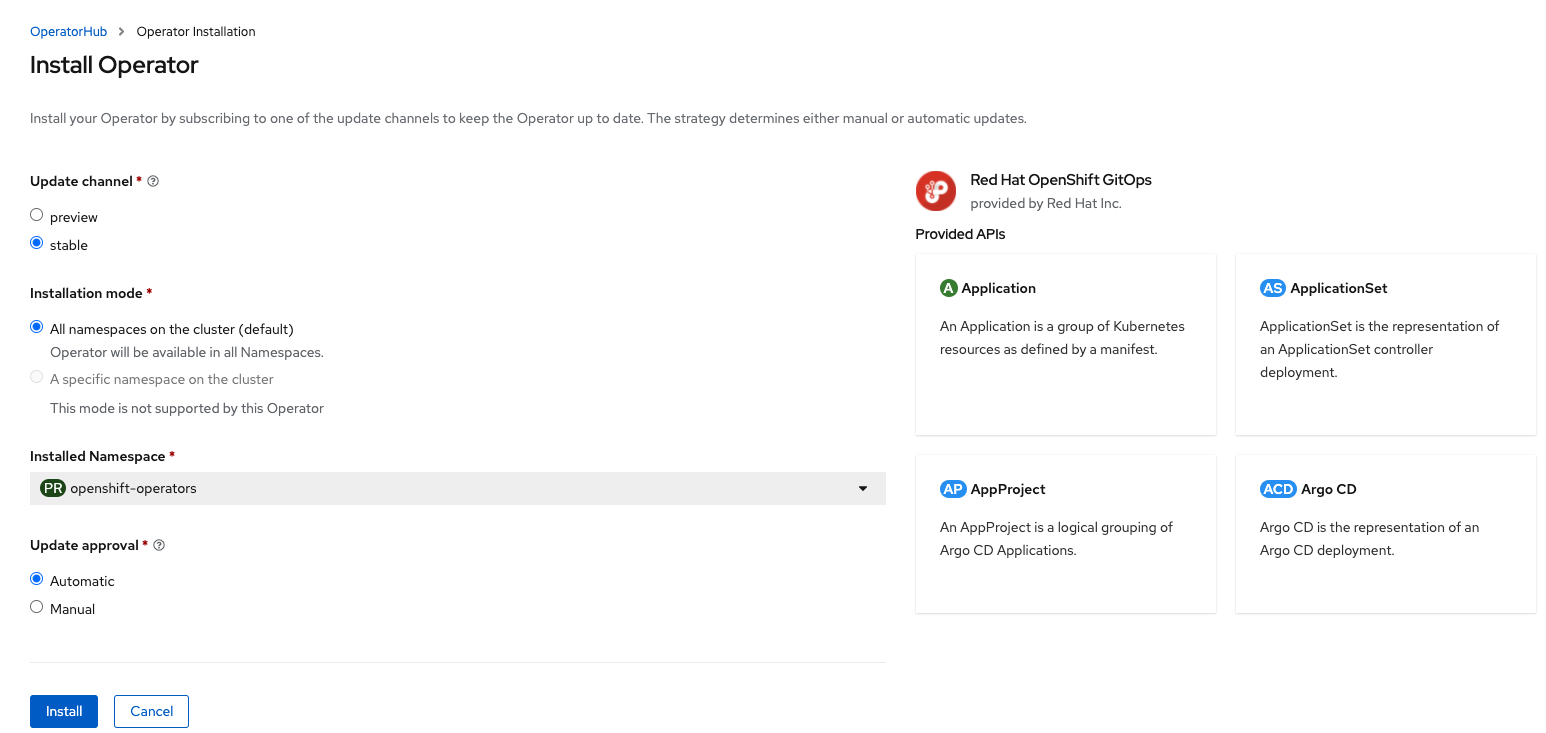 OperatorHub > Operator Installation
Install Operator
Install your Operator by subscribing to one of the update channels to keep the Operator up to date. The strategy determines either manual or automatic updates.
Update channel *
preview
stable
Installation mode *
All namespaces on the cluster (default)
Operator will be available in all Namespaces.
A specific namespace on the cluster
This mode is not supported by this Operator
Installed Namespace *
PR openshift-operators
Update approval *
Automatic
Manual
Install Cancel
Red Hat OpenShift GitOps
provided by Red Hat Inc.
Provided APIs
A Application
An Application is a group of Kubernetes
resources as defined by a manifest.
AS ApplicationSet
ApplicationSet is the representation of
an ApplicationSet controller
deployment.
AP AppProject
An AppProject is a logical grouping of
Argo CD Applications.
ACD Argo CD
Argo CD is the representation of an
Argo CD deployment.